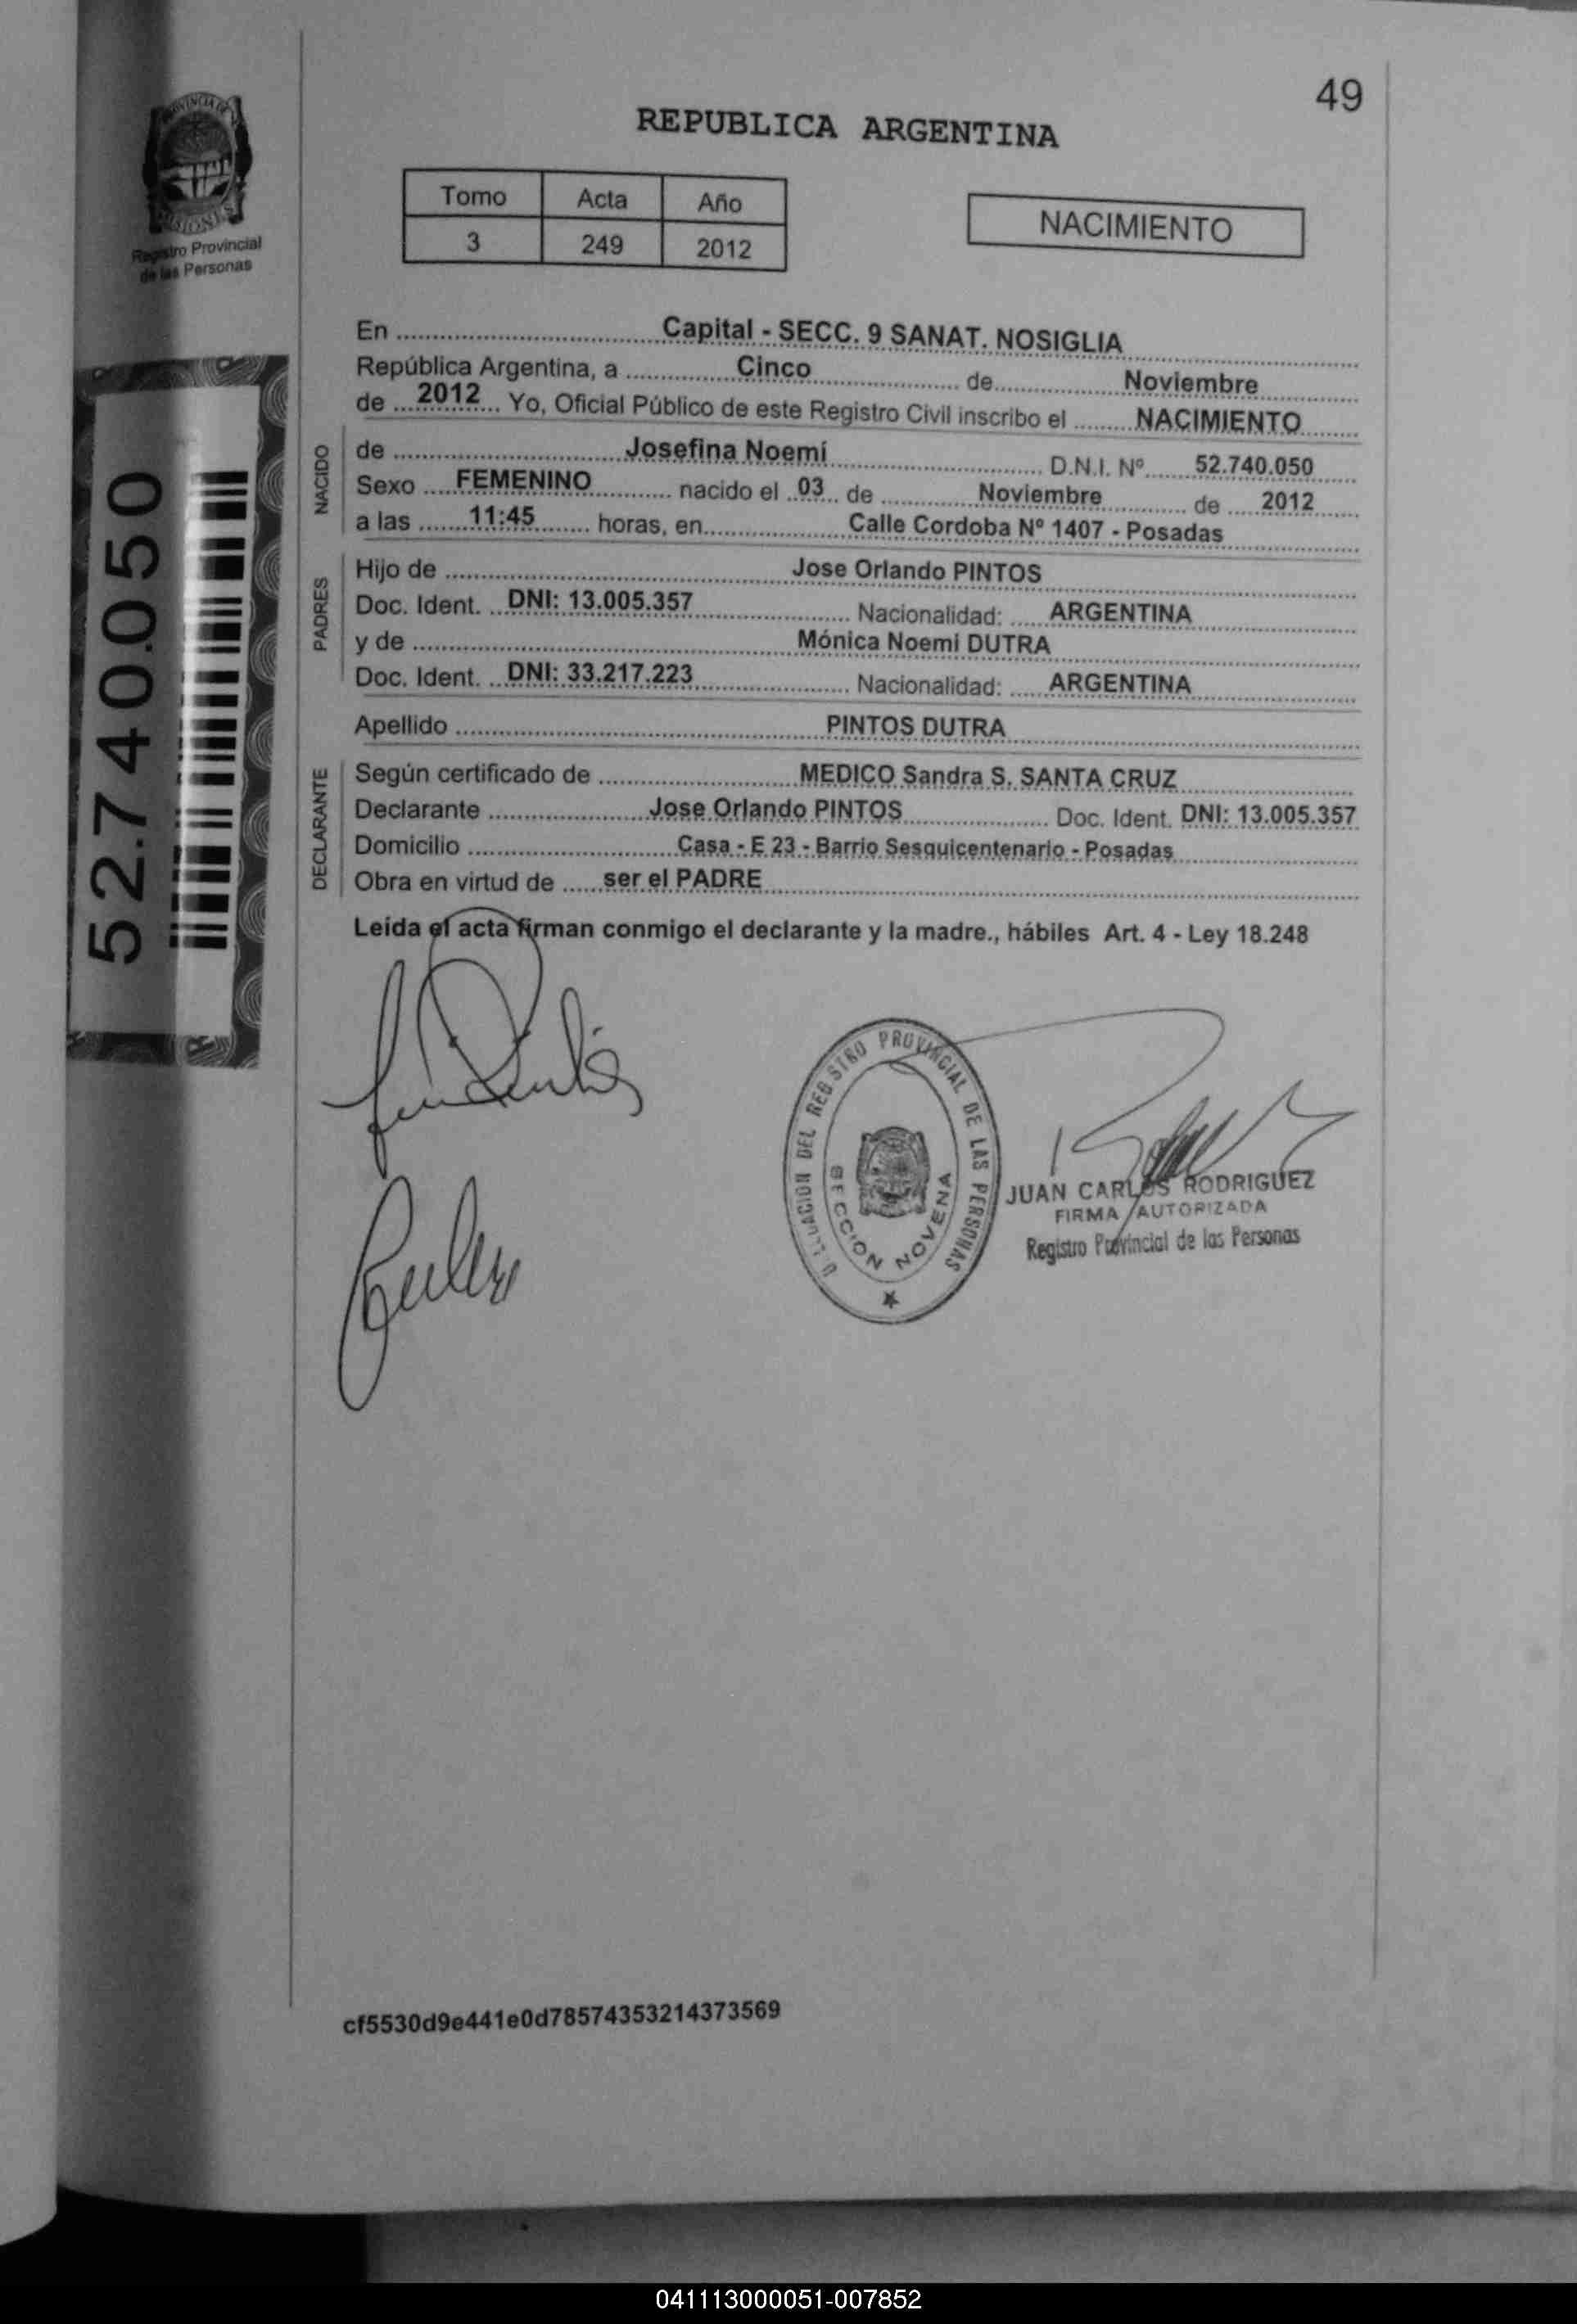 49
REPUBLICA ARGENTINA
PROVINCIA DE
MISIONES
Registro Provincial
de las Personas
Tomo Acta Año
3 249 2012
NACIMIENTO
En Capital - SECC. 9 SANAT. NOSIGLIA
República Argentina, a Cinco de Noviembre
de 2012 Yo, Oficial Público de este Registro Civil inscribo el NACIMIENTO
NACIDO
de Josefina Noemí D.N.I. Nº 52.740.050
Sexo FEMENINO nacido el 03 de Noviembre de 2012
a las 11:45 horas, en Calle Cordoba Nº 1407 - Posadas
PADRES
Hijo de Jose Orlando PINTOS
Doc. Ident. DNI: 13.005.357 Nacionalidad: ARGENTINA
y de Mónica Noemi DUTRA
Doc. Ident. DNI: 33.217.223 Nacionalidad: ARGENTINA
Apellido PINTOS DUTRA
DECLARANTE
Según certificado de MEDICO Sandra S. SANTA CRUZ
Declarante Jose Orlando PINTOS Doc. Ident. DNI: 13.005.357
Domicilio Casa - E 23 - Barrio Sesquicentenario - Posadas
Obra en virtud de ser el PADRE
Leída el acta firman conmigo el declarante y la madre., hábiles Art. 4 - Ley 18.248
52.740.050
DEL REGISTRO PROVINCIAL DE LAS PERSONAS
SECCION NOVENA
JUAN CARLOS RODRIGUEZ
FIRMA AUTORIZADA
Registro Provincial de las Personas
cf5530d9e441e0d78574353214373569
041113000051-007852